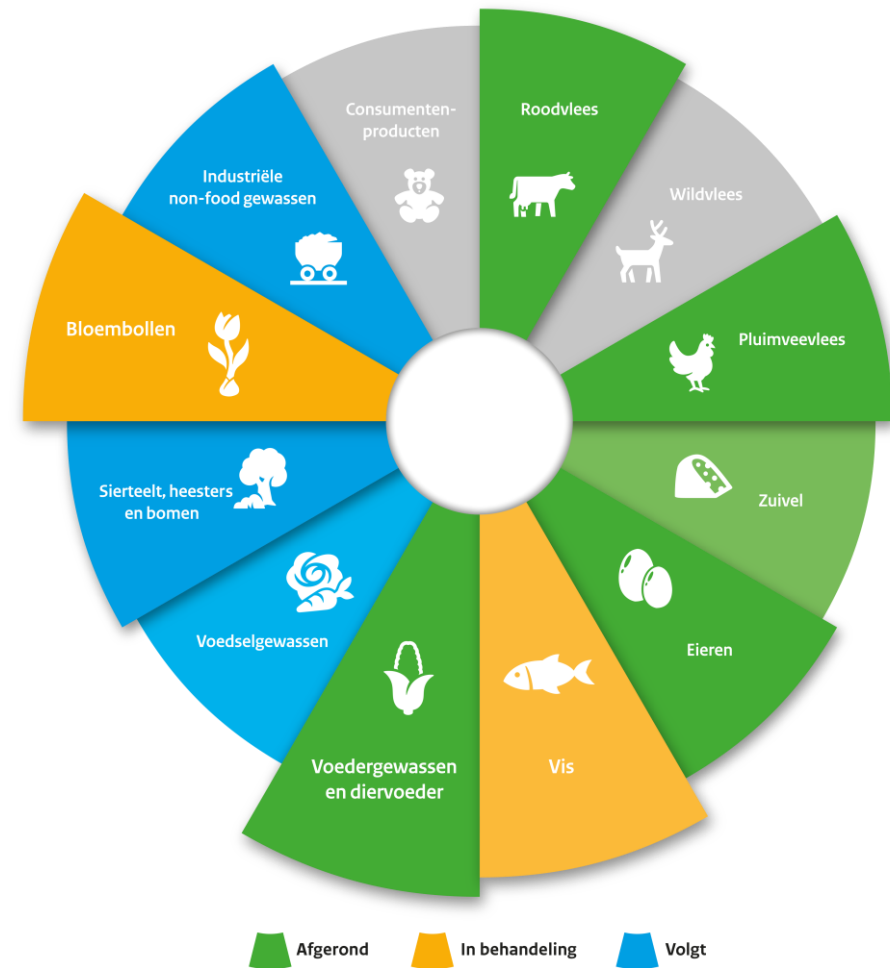 Consumenten-
producten
Roodvlees
Wildvlees
Pluimveevlees
Zuivel
Eieren
Vis
Voedergewassen
en diervoeder
Voedselgewassen
Sierteelt, heesters
en bomen
Bloembollen
Industriële
non-food gewassen
Afgerond
In behandeling
Volgt